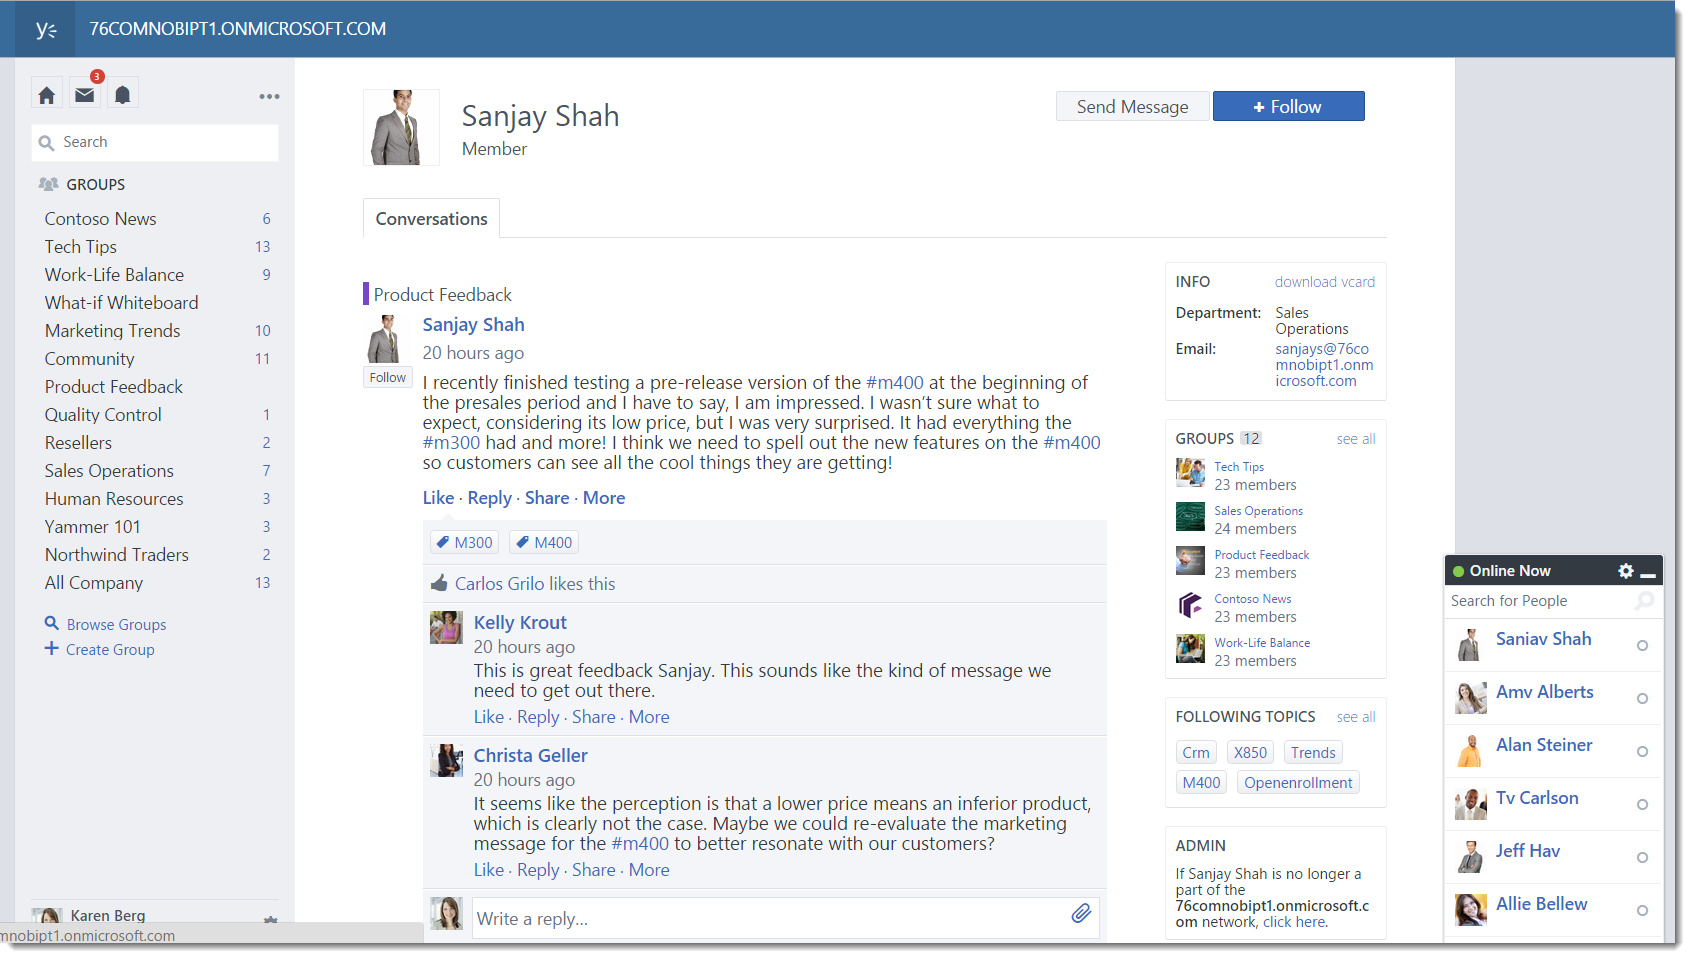 76COMNOBIPT1.ONMICROSOFT.COM
3
Search
GROUPS
Contoso News 6
Tech Tips 13
Work-Life Balance 9
What-if Whiteboard
Marketing Trends 10
Community 11
Product Feedback
Quality Control 1
Resellers 2
Sales Operations 7
Human Resources 3
Yammer 101 3
Northwind Traders 2
All Company 13
Browse Groups
Create Group
Karen Berg
mnobipt1.onmicrosoft.com
Sanjay Shah
Member
Send Message
+ Follow
Conversations
Product Feedback
Sanjay Shah
20 hours ago
Follow
I recently finished testing a pre-release version of the #m400 at the beginning of
the presales period and I have to say, I am impressed. I wasn't sure what to
expect, considering its low price, but I was very surprised. It had everything the
#m300 had and more! I think we need to spell out the new features on the #m400
so customers can see all the cool things they are getting!
Like · Reply · Share · More
M300 M400
Carlos Grilo likes this
Kelly Krout
20 hours ago
This is great feedback Sanjay. This sounds like the kind of message we
need to get out there.
Like · Reply · Share · More
Christa Geller
20 hours ago
It seems like the perception is that a lower price means an inferior product,
which is clearly not the case. Maybe we could re-evaluate the marketing
message for the #m400 to better resonate with our customers?
Like · Reply · Share · More
Write a reply...
INFO download vcard
Department: Sales
Operations
Email: sanjays@76co
mnobipt1.onm
icrosoft.com
GROUPS 12 see all
Tech Tips
23 members
Sales Operations
24 members
Product Feedback
23 members
Contoso News
23 members
Work-Life Balance
23 members
FOLLOWING TOPICS see all
Crm X850 Trends
M400 Openenrollment
ADMIN
If Sanjay Shah is no longer a
part of the
76comnobipt1.onmicrosoft.c
om network, click here.
Online Now
Search for People
Sanjay Shah
Amy Alberts
Alan Steiner
Ty Carlson
Jeff Hay
Allie Bellew